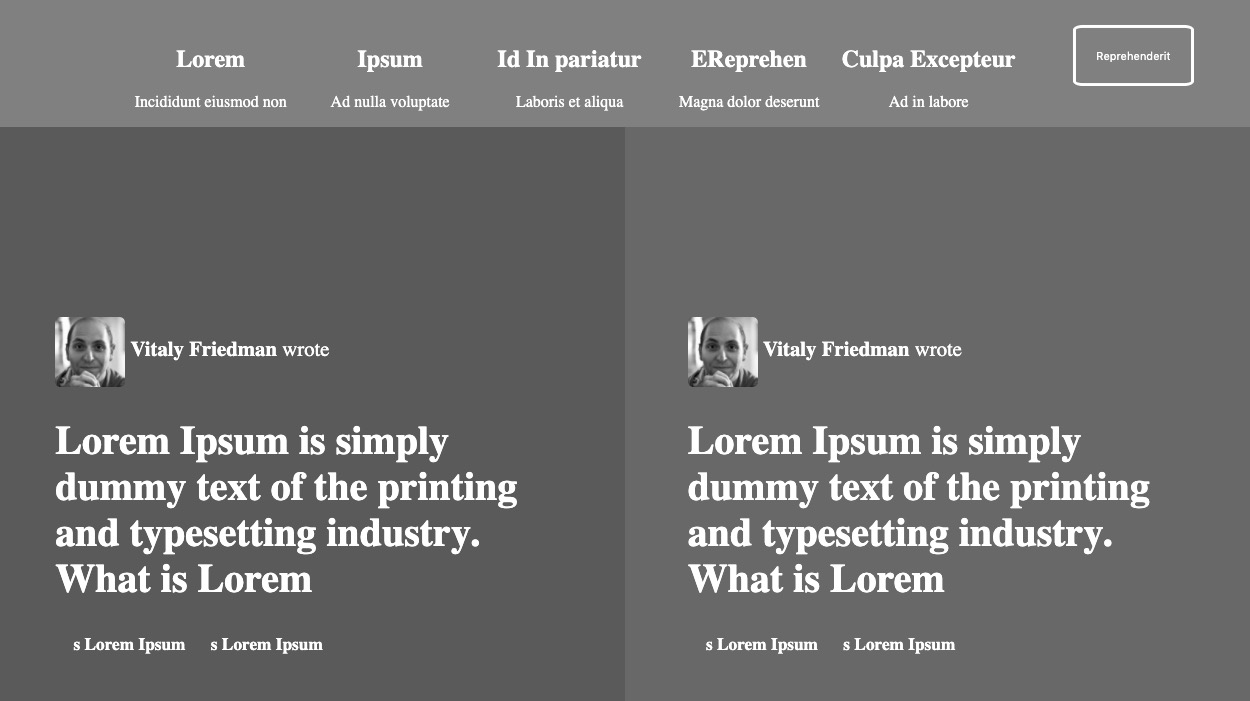 Lorem Ipsum Id In pariatur EReprehen Culpa Excepteur Reprehenderit
Incididunt eiusmod non Ad nulla voluptate Laboris et aliqua Magna dolor deserunt Ad in labore
Vitaly Friedman wrote
Lorem Ipsum is simply
dummy text of the printing
and typesetting industry.
What is Lorem
s Lorem Ipsum s Lorem Ipsum
Vitaly Friedman wrote
Lorem Ipsum is simply
dummy text of the printing
and typesetting industry.
What is Lorem
s Lorem Ipsum s Lorem Ipsum